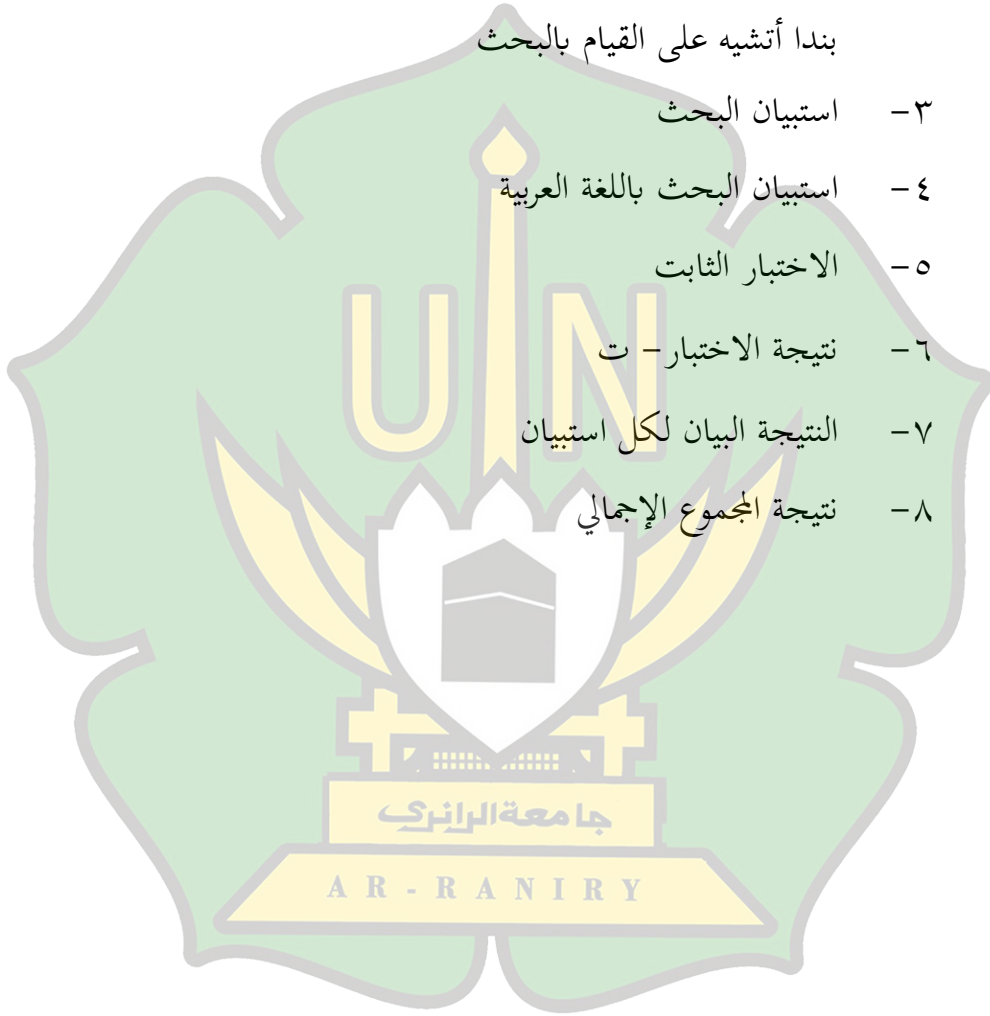 بندا أتشيه على القيام بالبحث
٣- استبيان البحث
٤- استبيان البحث باللغة العربية
٥- الاختبار الثابت
٦- نتيجة الاختبار- ت
٧- النتيجة البيان لكل استبيان
٨- نتيجة المجموع الإجمالي
UIN
جامعة الرانري
AR-RANIRY